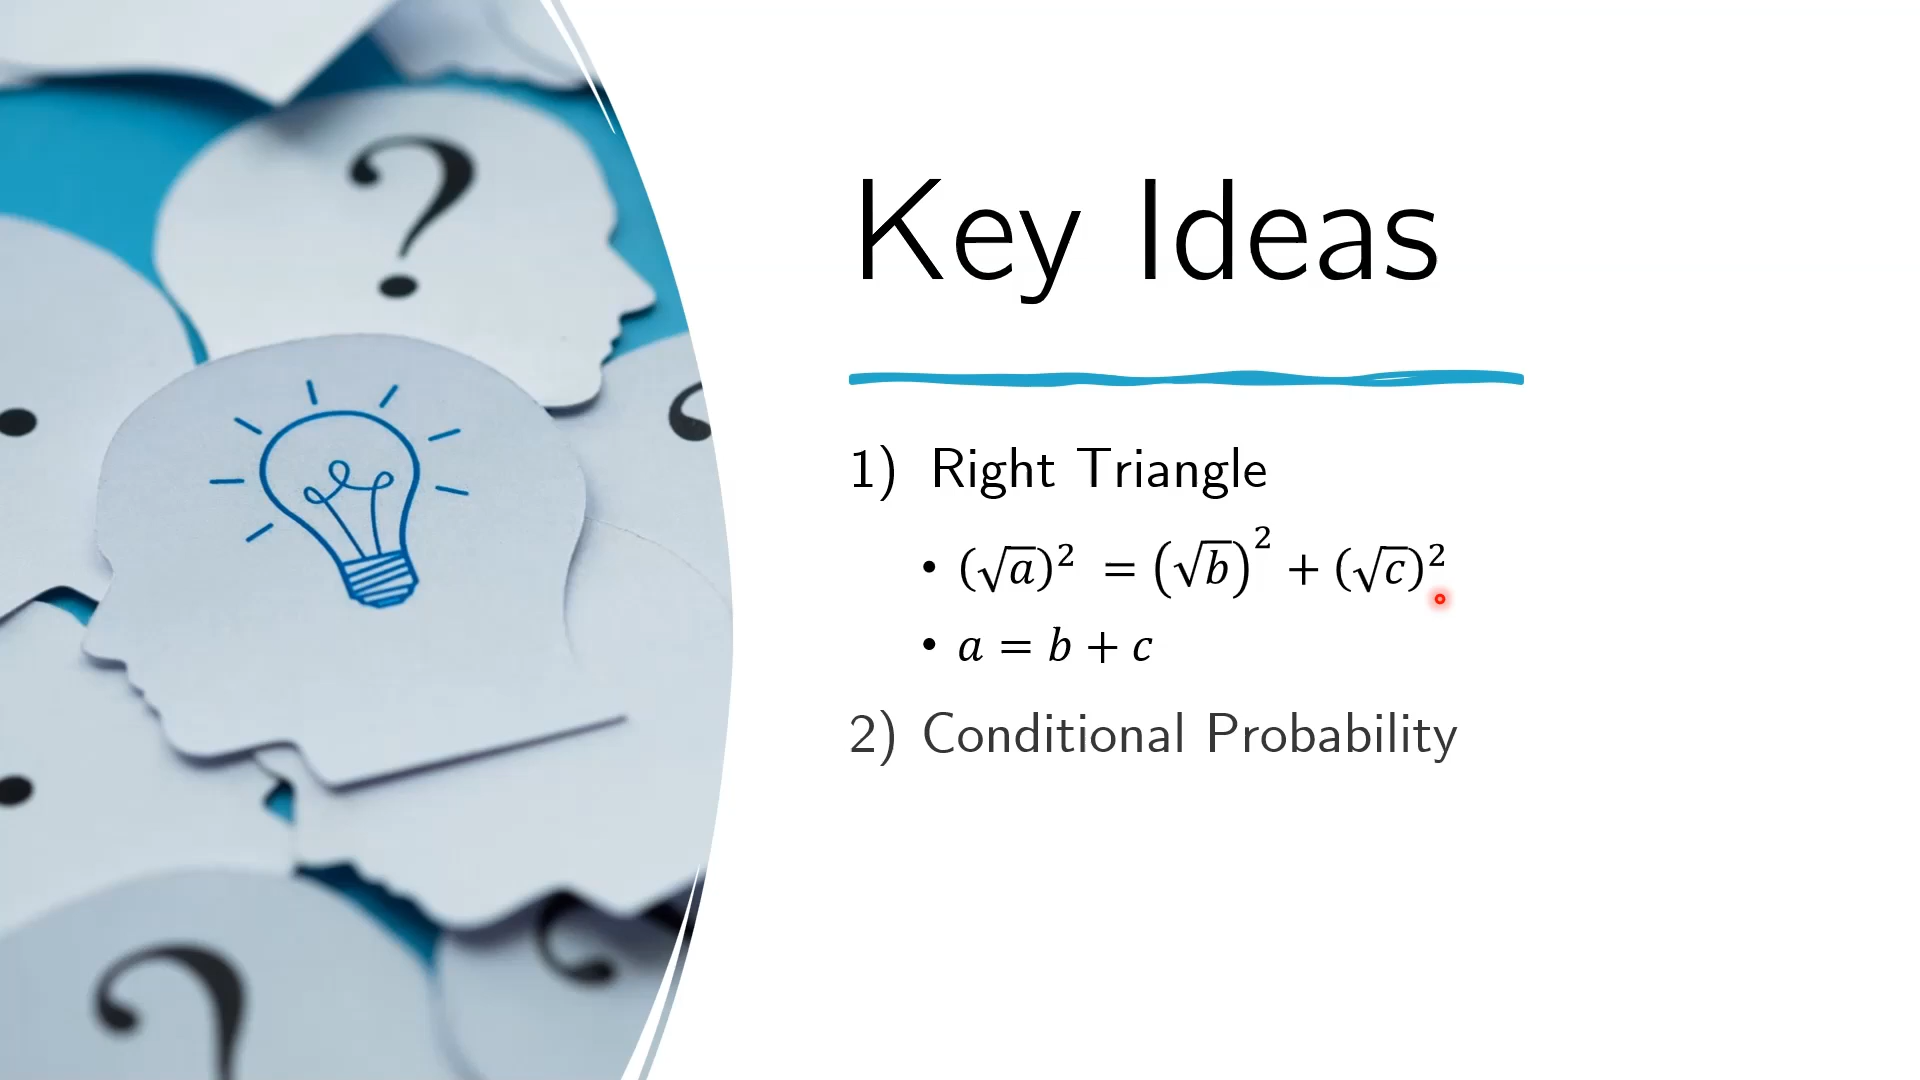 ?
?
Key Ideas
1) Right Triangle
• (√a)² = (√b)² + (√c)²
• a = b + c
2) Conditional Probability